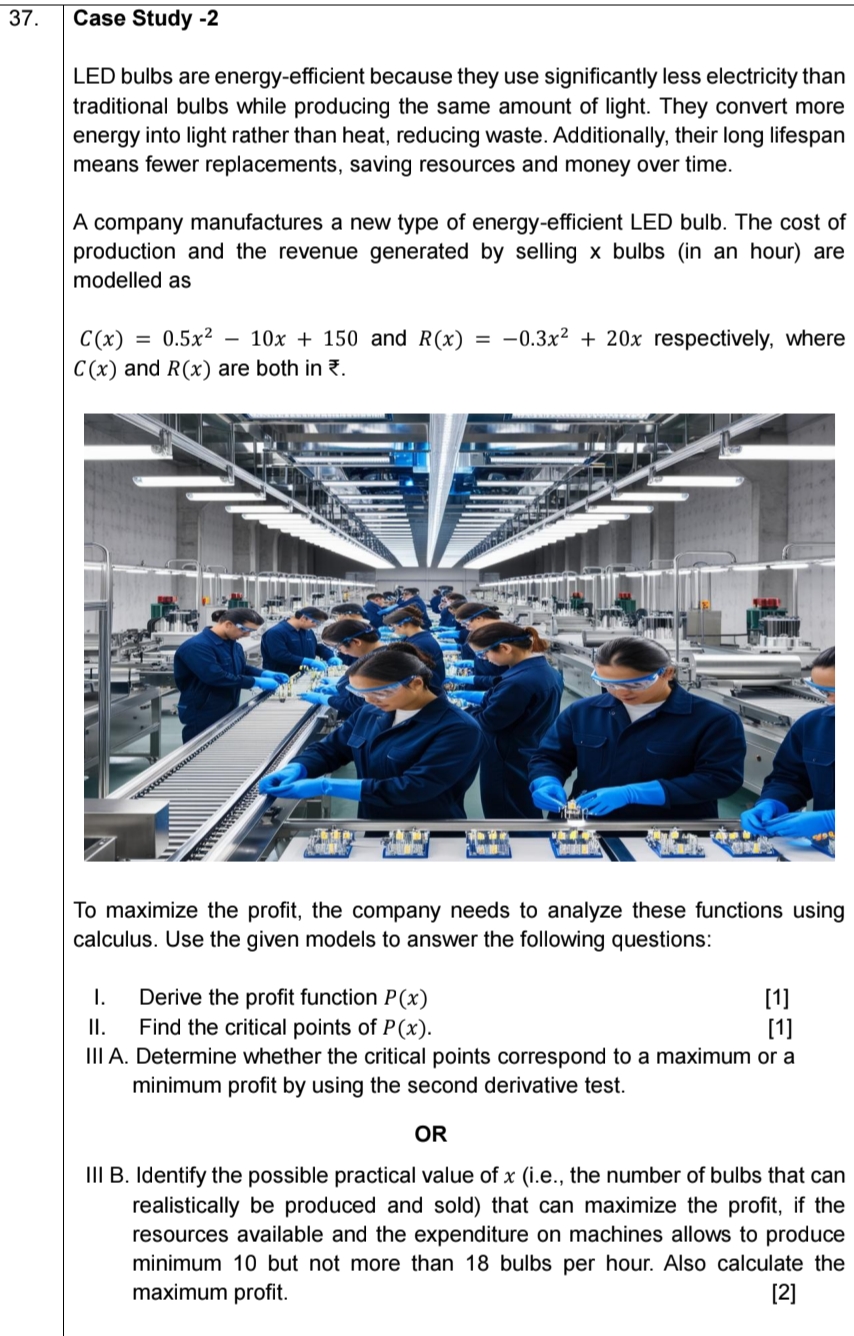 37. Case Study -2
LED bulbs are energy-efficient because they use significantly less electricity than
traditional bulbs while producing the same amount of light. They convert more
energy into light rather than heat, reducing waste. Additionally, their long lifespan
means fewer replacements, saving resources and money over time.
A company manufactures a new type of energy-efficient LED bulb. The cost of
production and the revenue generated by selling x bulbs (in an hour) are
modelled as
C(x) = 0.5x² − 10x + 150 and R(x) = −0.3x² + 20x respectively, where
C(x) and R(x) are both in ₹.
To maximize the profit, the company needs to analyze these functions using
calculus. Use the given models to answer the following questions:
I. Derive the profit function P(x) [1]
II. Find the critical points of P(x). [1]
III A. Determine whether the critical points correspond to a maximum or a
minimum profit by using the second derivative test.
OR
III B. Identify the possible practical value of x (i.e., the number of bulbs that can
realistically be produced and sold) that can maximize the profit, if the
resources available and the expenditure on machines allows to produce
minimum 10 but not more than 18 bulbs per hour. Also calculate the
maximum profit. [2]